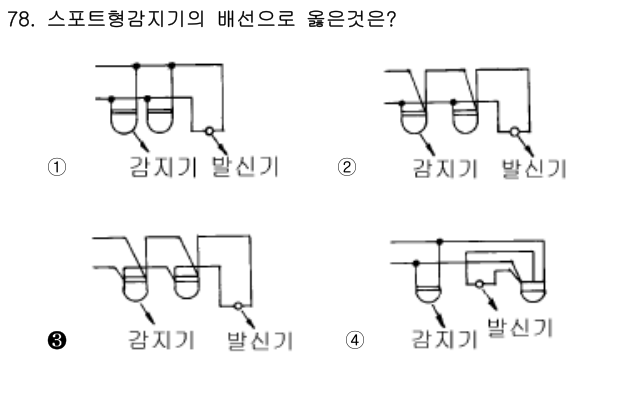 78. 스포트형감지기의 배선으로 옳은것은?
① 감지기 발신기
② 감지기 발신기
❸ 감지기 발신기
④ 감지기 발신기